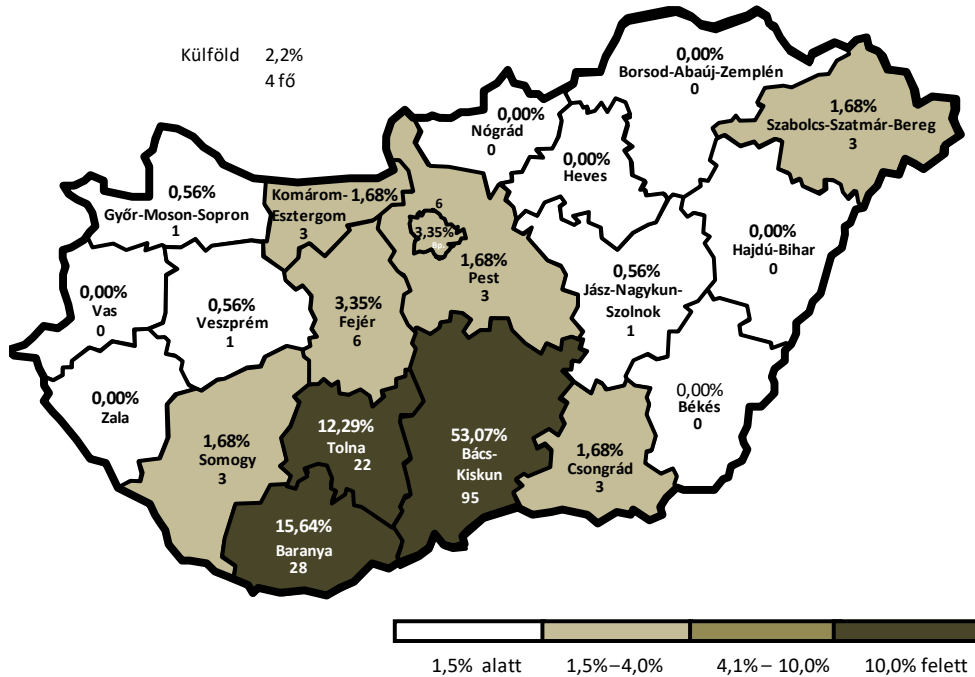 Külföld 2,2%
4 fő
0,00%
Borsod-Abaúj-Zemplén
0
1,68%
Szabolcs-Szatmár-Bereg
3
0,00%
Nógrád
0
0,00%
Heves
0,56%
Győr-Moson-Sopron
1
Komárom- 1,68%
Esztergom
3
6
3,35%
Bp.
1,68%
Pest
3
0,00%
Hajdú-Bihar
0
0,56%
Jász-Nagykun-
Szolnok
1
0,00%
Vas
0
0,56%
Veszprém
1
3,35%
Fejér
6
0,00%
Zala
0,00%
Békés
0
1,68%
Somogy
3
12,29%
Tolna
22
53,07%
Bács-
Kiskun
95
1,68%
Csongrád
3
15,64%
Baranya
28
1,5% alatt 1,5%–4,0% 4,1% – 10,0% 10,0% felett